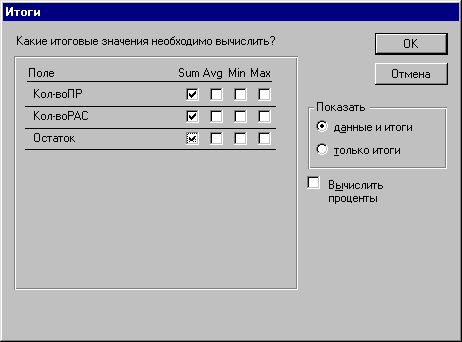 Итоги
Какие итоговые значения необходимо вычислить?
OK
Отмена
Поле Sum Avg Min Max
Кол-воПР
Кол-воРАС
Остаток
Показать
данные и итоги
только итоги
Вычислить
проценты